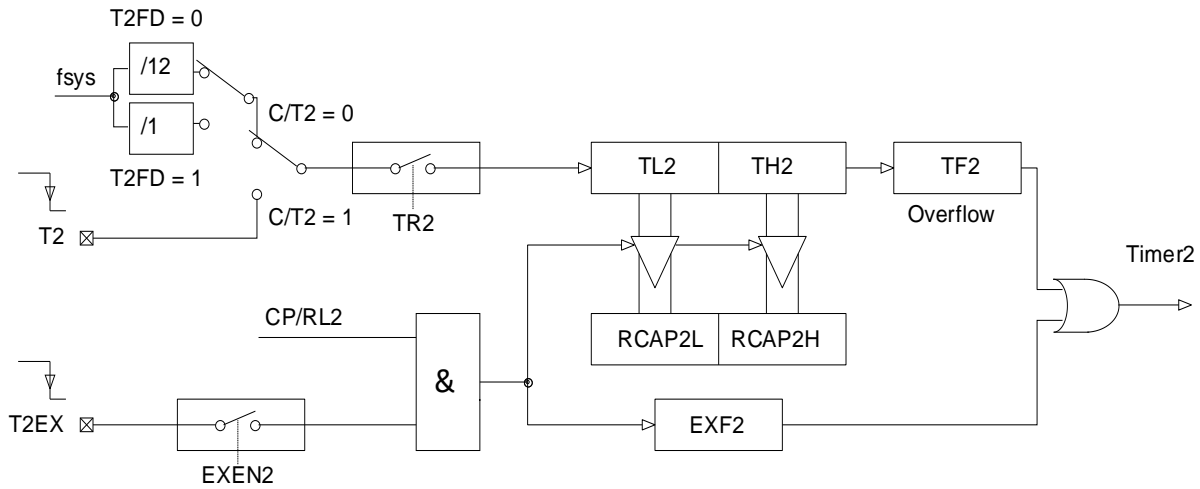 T2FD = 0
/12
fsys
C/T2 = 0
/1
T2FD = 1
TL2
TH2
TF2
C/T2 = 1
TR2
Overflow
T2
Timer2
CP/RL2
RCAP2L
RCAP2H
&
T2EX
EXF2
EXEN2